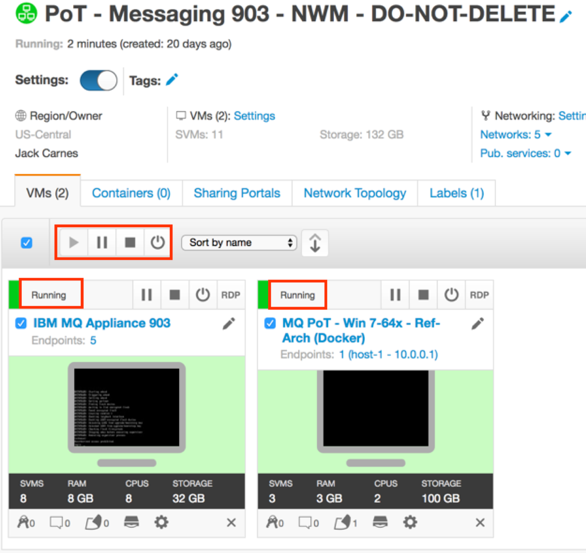 PoT - Messaging 903 - NWM - DO-NOT-DELETE
Running: 2 minutes (created: 20 days ago)
Settings: Tags:
Region/Owner
US-Central
Jack Carnes
VMs (2): Settings
SVMs: 11 Storage: 132 GB
Networking: Settin
Networks: 5
Pub. services: 0
VMs (2) Containers (0) Sharing Portals Network Topology Labels (1)
Sort by name
Running RDP
IBM MQ Appliance 903
Endpoints: 5
SVMS RAM CPUS STORAGE
8 8 GB 8 32 GB
0 0 0
Running RDP
MQ PoT - Win 7-64x - Ref-
Arch (Docker)
Endpoints: 1 (host-1 - 10.0.0.1)
SVMS RAM CPUS STORAGE
3 3 GB 2 100 GB
0 0 1